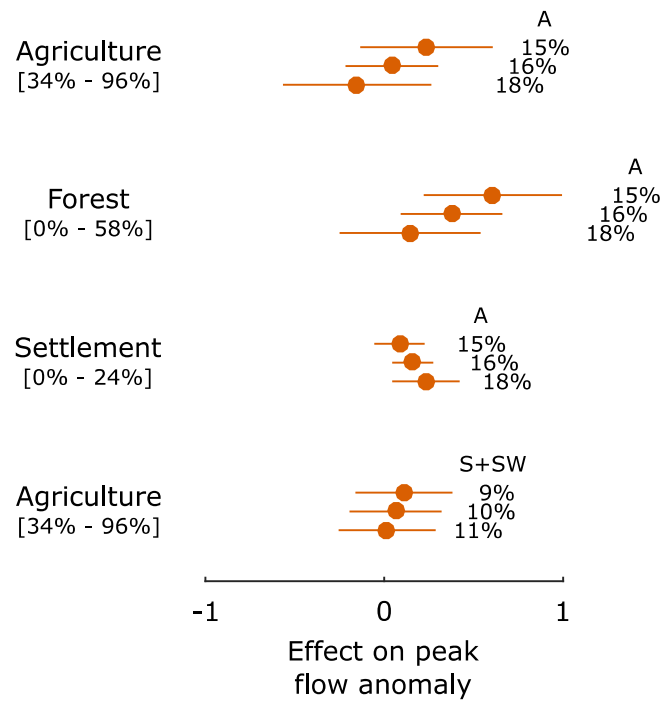 A
Agriculture
[34% - 96%]
15%
16%
18%
A
Forest
[0% - 58%]
15%
16%
18%
A
Settlement
[0% - 24%]
15%
16%
18%
S+SW
Agriculture
[34% - 96%]
9%
10%
11%
-1 0 1
Effect on peak
flow anomaly